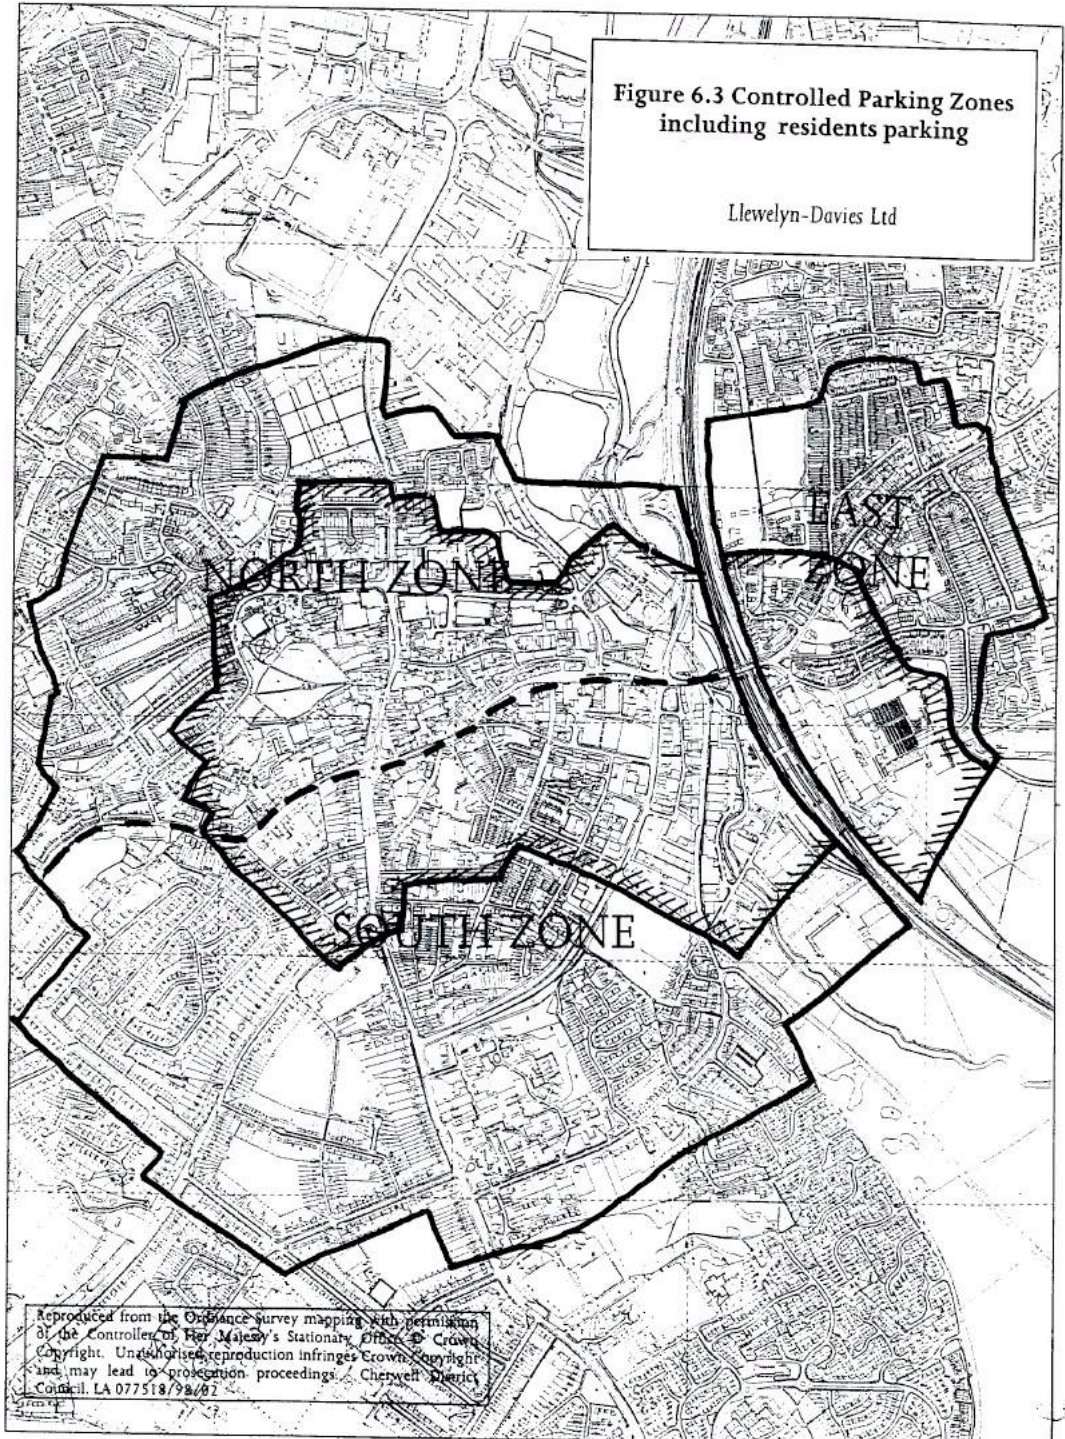 Figure 6.3 Controlled Parking Zones
including residents parking
Llewelyn-Davies Ltd
EAST
ZONE
NORTH ZONE
SOUTH ZONE
Reproduced from the Ordnance Survey mapping with permission
of the Controller of Her Majesty's Stationary Office © Crown
Copyright. Unauthorised reproduction infringes Crown Copyright
and may lead to prosecution proceedings. Cherwell District
Council. LA 077518/98/02